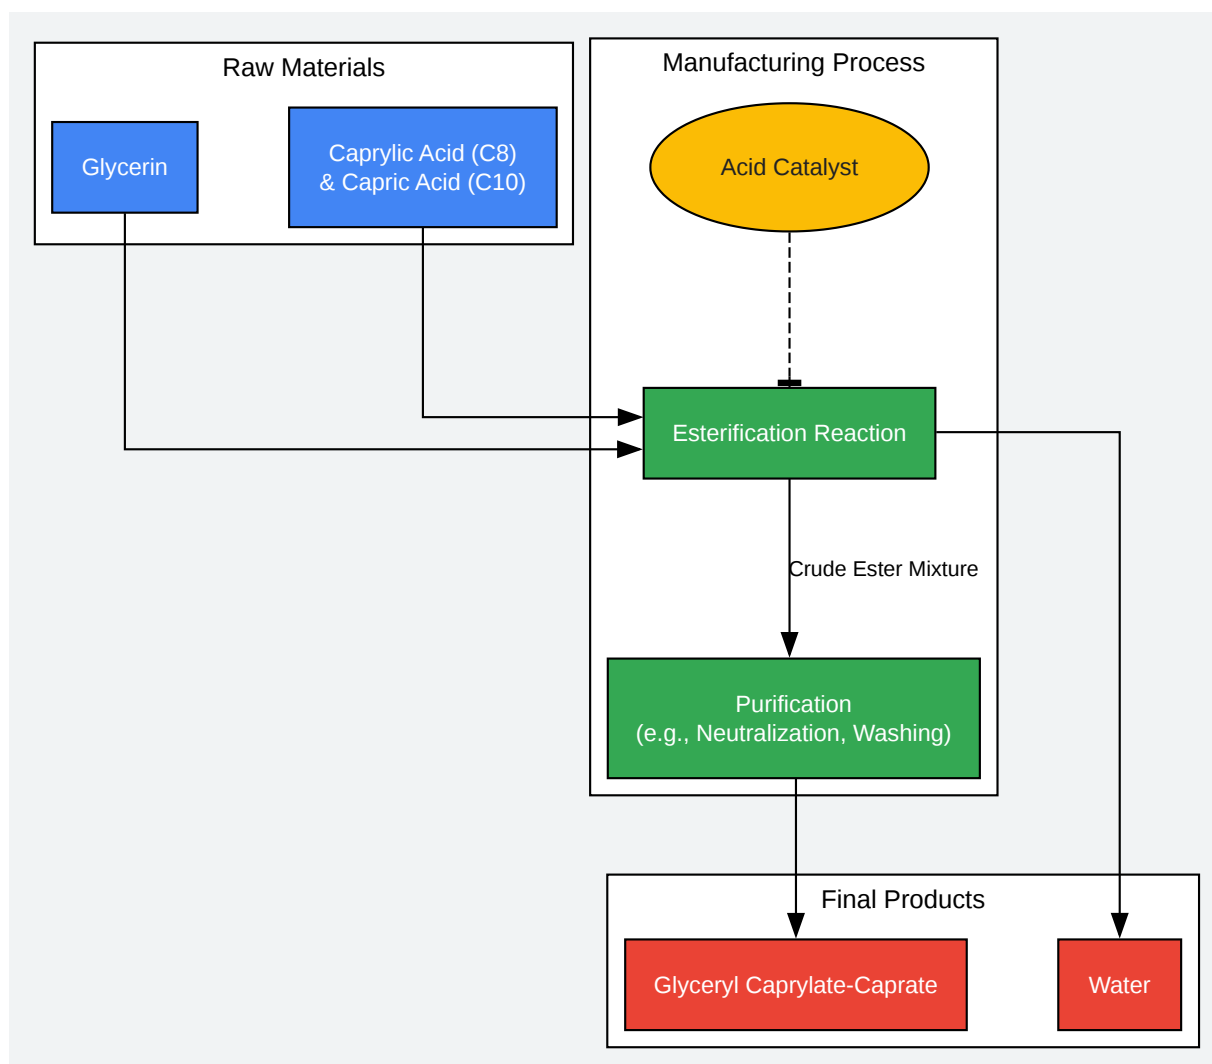 Raw Materials
Glycerin
Caprylic Acid (C8)
& Capric Acid (C10)
Manufacturing Process
Acid Catalyst
Esterification Reaction
Crude Ester Mixture
Purification
(e.g., Neutralization, Washing)
Final Products
Glyceryl Caprylate-Caprate
Water